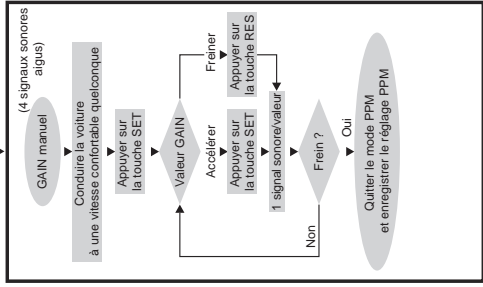 (4 signaux sonores
aigus)
GAIN manuel
Conduire la voiture
à une vitesse confortable quelconque
Appuyer sur
la touche SET
Valeur GAIN
Accélérer
Freiner
Appuyer sur
la touche SET
Appuyer sur
la touche RES
1 signal sonore/valeur
Frein ?
Non
Oui
Quitter le mode PPM
et enregistrer le réglage PPM